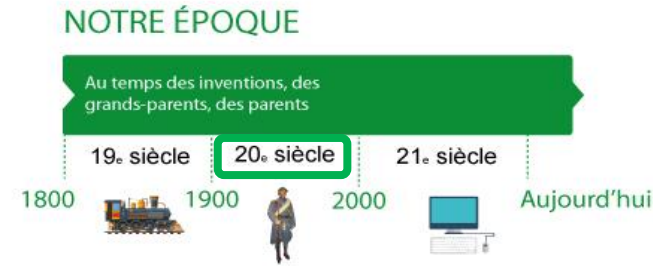 NOTRE ÉPOQUE
Au temps des inventions, des
grands-parents, des parents
19e siècle 20e siècle 21e siècle
1800 1900 2000 Aujourd'hui